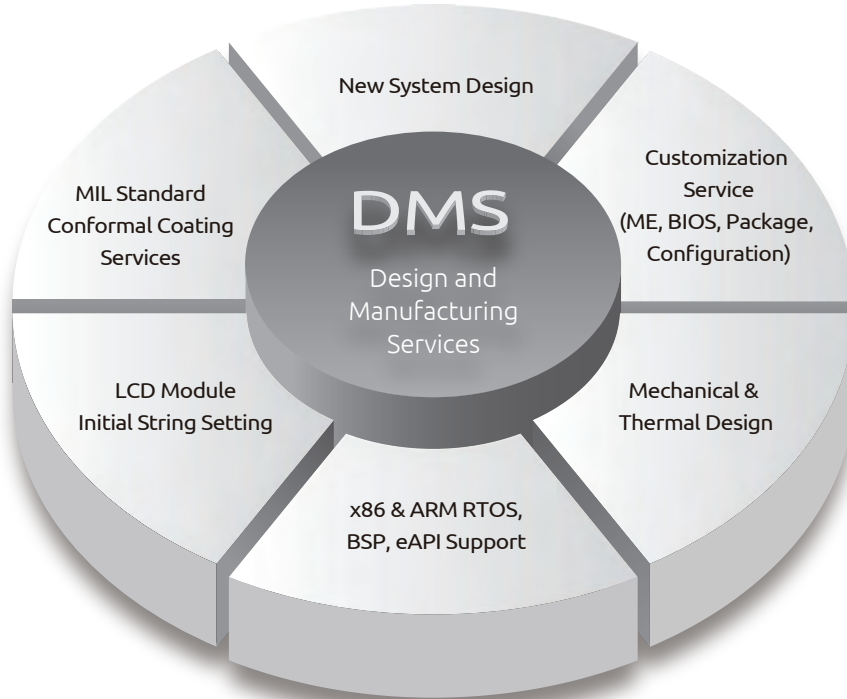 New System Design
Customization
Service
(ME, BIOS, Package,
Configuration)
Mechanical &
Thermal Design
x86 & ARM RTOS,
BSP, eAPI Support
LCD Module
Initial String Setting
MIL Standard
Conformal Coating
Services
DMS
Design and
Manufacturing
Services